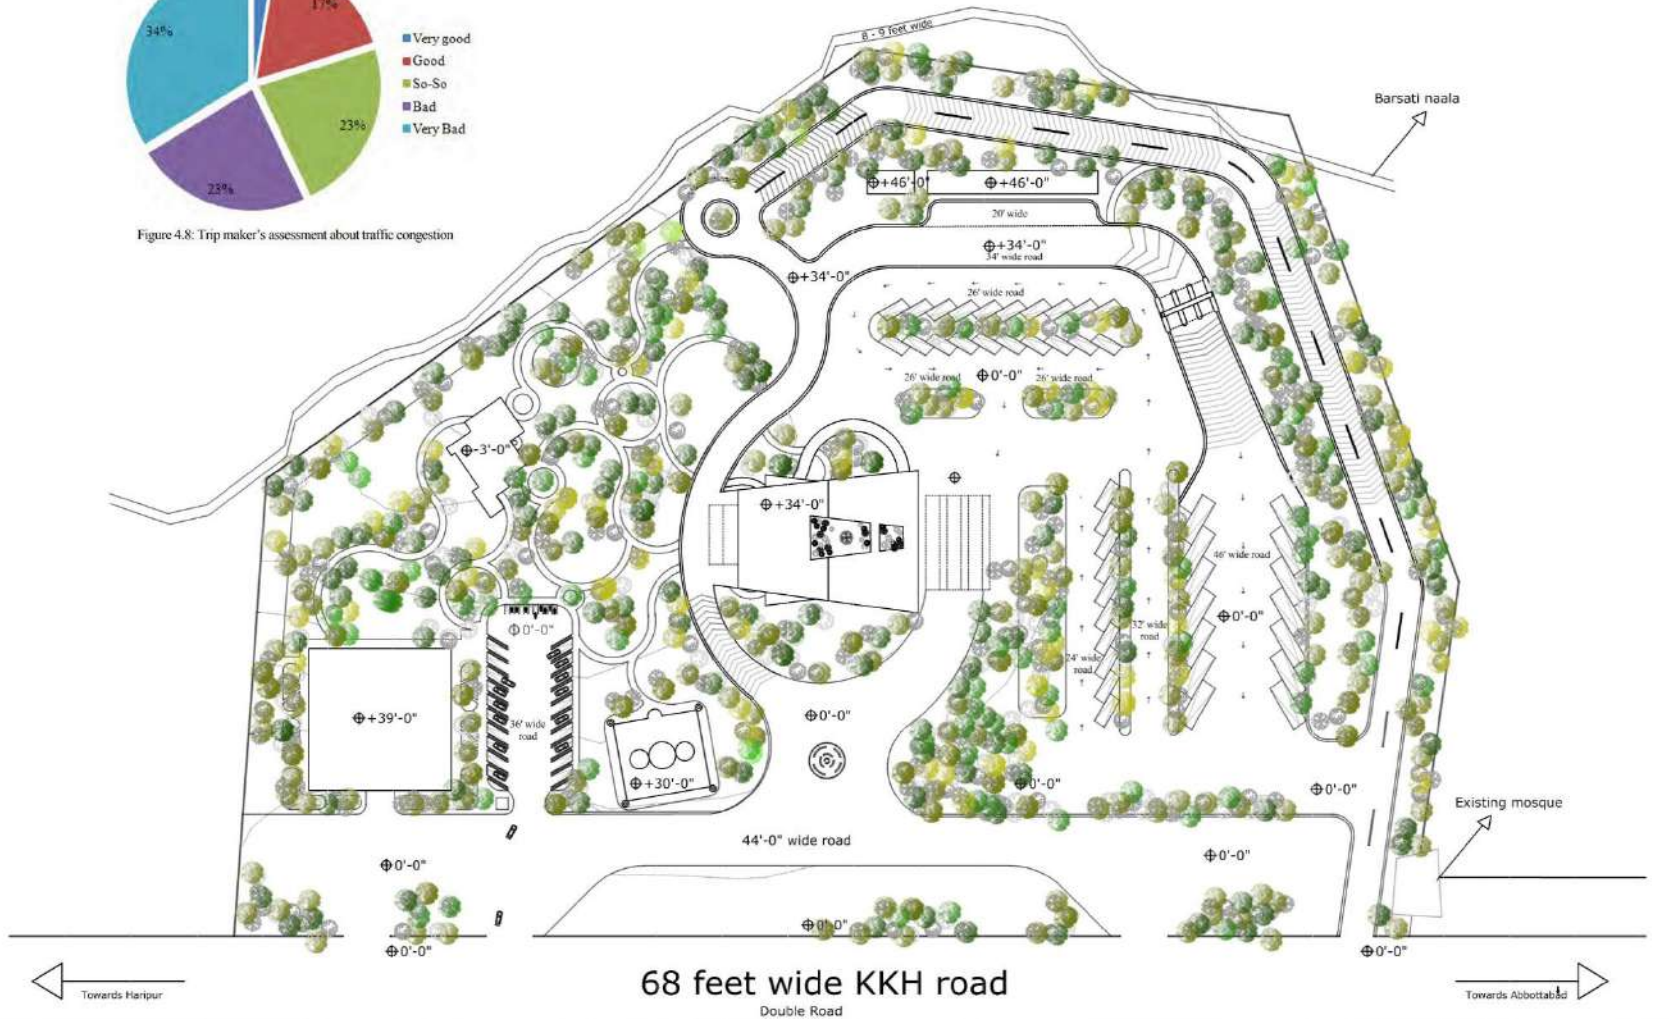 34%
17%
23%
23%
Very good
Good
So-So
Bad
Very Bad
Figure 4.8: Trip maker's assessment about traffic congestion
8 - 9 feet wide
Barsati naala
+46'-0"
+46'-0"
20' wide
+34'-0"
34' wide road
+34'-0"
26' wide road
26' wide road
0'-0"
26' wide road
-3'-0"
+34'-0"
46' wide road
0'-0"
0'-0"
32' wide
road
24' wide
road
+39'-0"
36' wide
road
0'-0"
+30'-0"
0'-0"
0'-0"
Existing mosque
44'-0" wide road
0'-0"
0'-0"
0'-0"
0'-0"
0'-0"
68 feet wide KKH road
Double Road
Towards Haripur
Towards Abbottabad